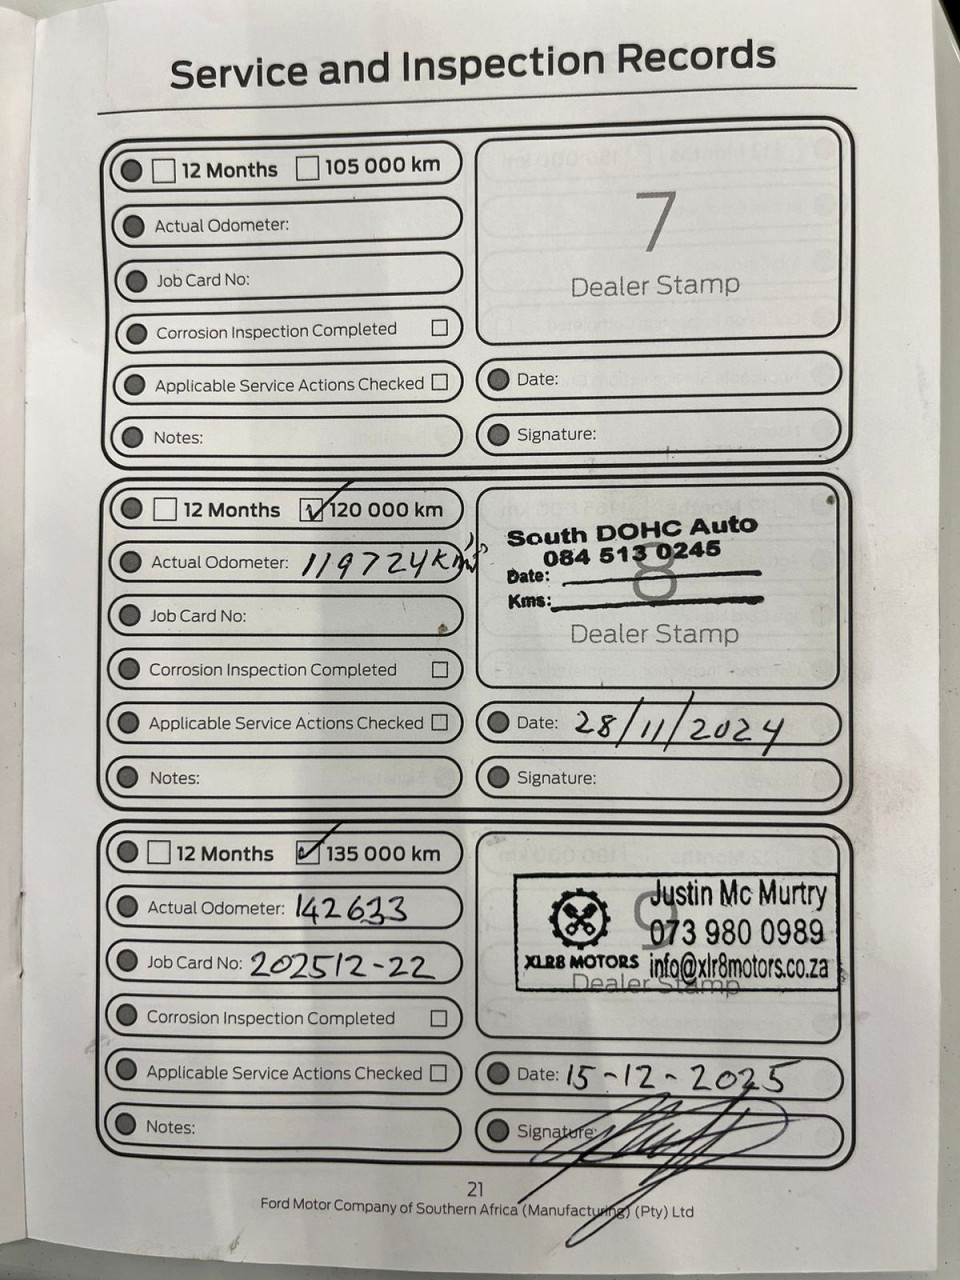 Service and Inspection Records
12 Months 105 000 km
Actual Odometer:
Job Card No:
Corrosion Inspection Completed
Applicable Service Actions Checked
Notes:
7
Dealer Stamp
Date:
Signature:
12 Months 120 000 km
Actual Odometer: 119724km's
Job Card No:
Corrosion Inspection Completed
Applicable Service Actions Checked
Notes:
South DOHC Auto
084 513 0245
Date:
Kms:
8
Dealer Stamp
Date: 28/11/2024
Signature:
12 Months 135 000 km
Actual Odometer: 142633
Job Card No: 202512-22
Corrosion Inspection Completed
Applicable Service Actions Checked
Notes:
9
Justin Mc Murtry
073 980 0989
XLR8 MOTORS info@xlr8motors.co.za
Dealer Stamp
Date: 15-12-2025
Signature:
21
Ford Motor Company of Southern Africa (Manufacturing) (Pty) Ltd